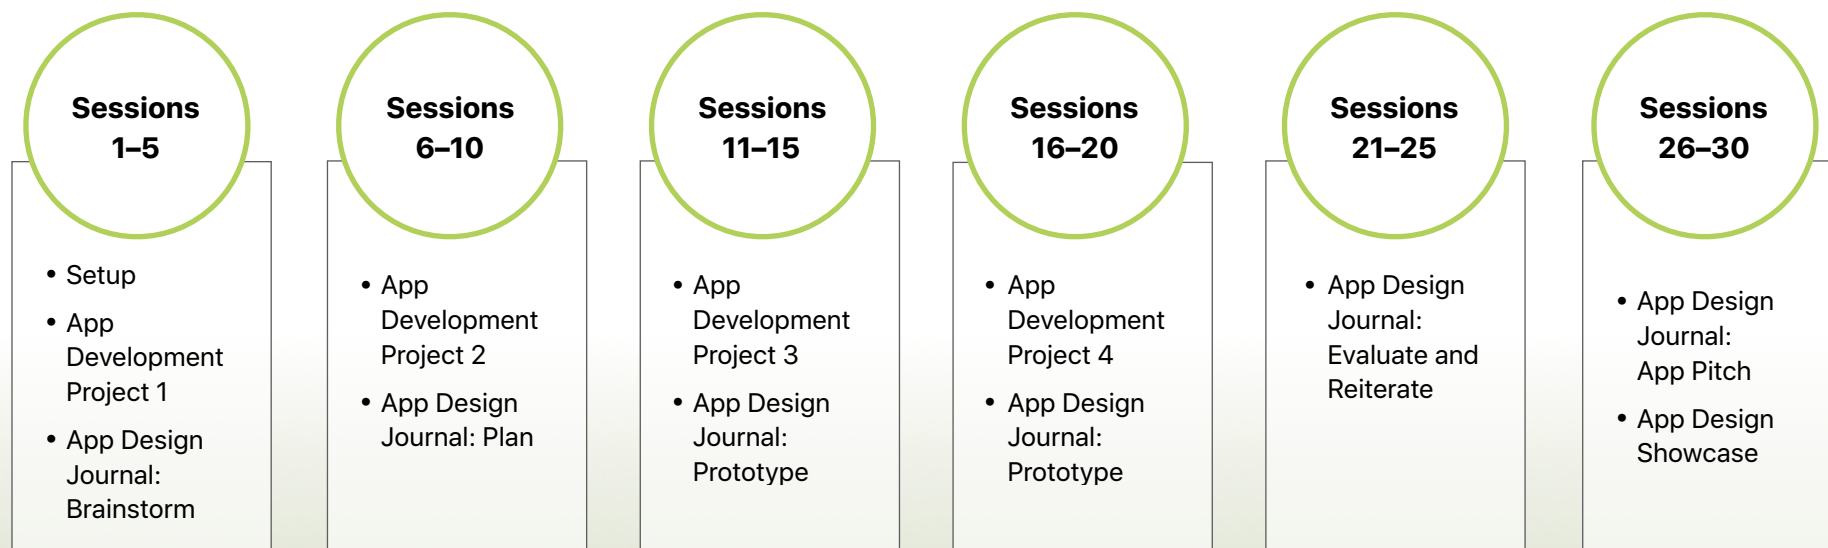 Sessions
1–5
• Setup
• App
Development
Project 1
• App Design
Journal:
Brainstorm
Sessions
6–10
• App
Development
Project 2
• App Design
Journal: Plan
Sessions
11–15
• App
Development
Project 3
• App Design
Journal:
Prototype
Sessions
16–20
• App
Development
Project 4
• App Design
Journal:
Prototype
Sessions
21–25
• App Design
Journal:
Evaluate and
Reiterate
Sessions
26–30
• App Design
Journal:
App Pitch
• App Design
Showcase